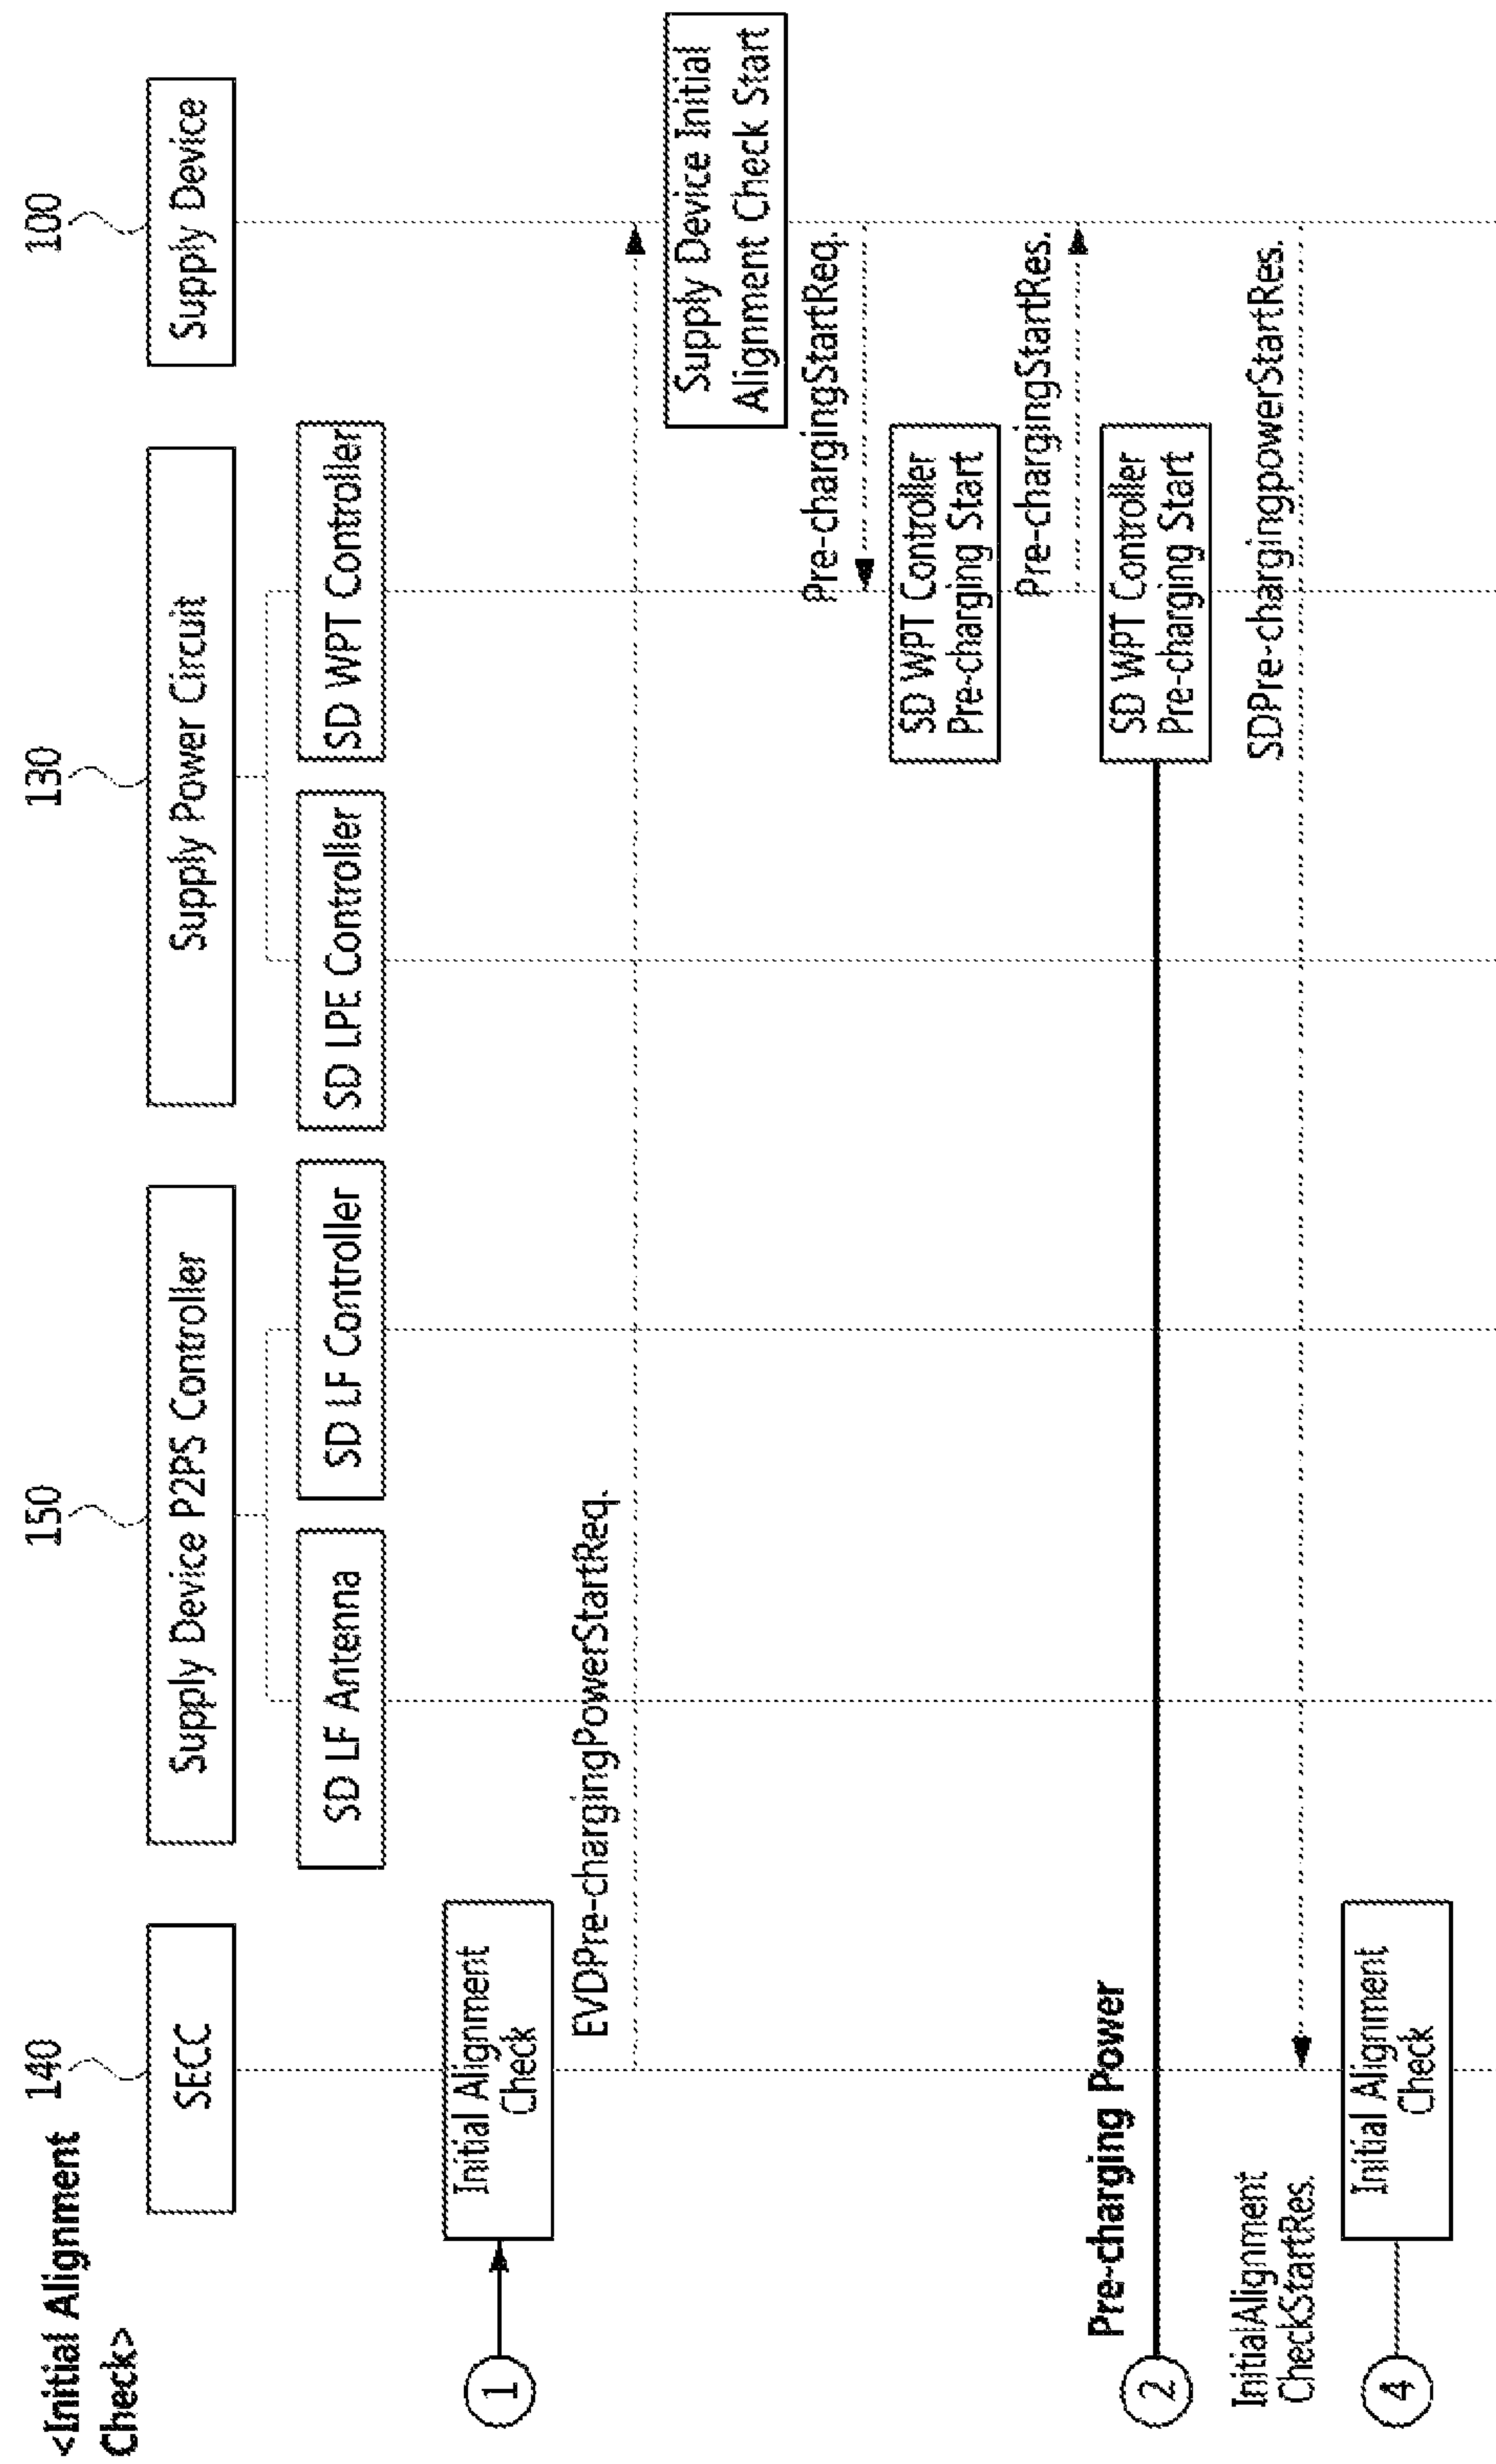 <Initial Alignment
Check>
140
150
130
100
SECC
Supply Device P2PS Controller
Supply Power Circuit
Supply Device
SD LF Antenna
SD LF Controller
SD LPE Controller
SD WPT Controller
1
Initial Alignment
Check
EVDPre-chargingPowerStartReq.
Supply Device Initial
Alignment Check Start
Pre-chargingStartReq.
SD WPT Controller
Pre-charging Start
Pre-chargingStartRes.
Pre-charging Power
2
SD WPT Controller
Pre-charging Start
SDPre-chargingpowerStartRes.
InitialAlignment
CheckStartRes.
4
Initial Alignment
Check